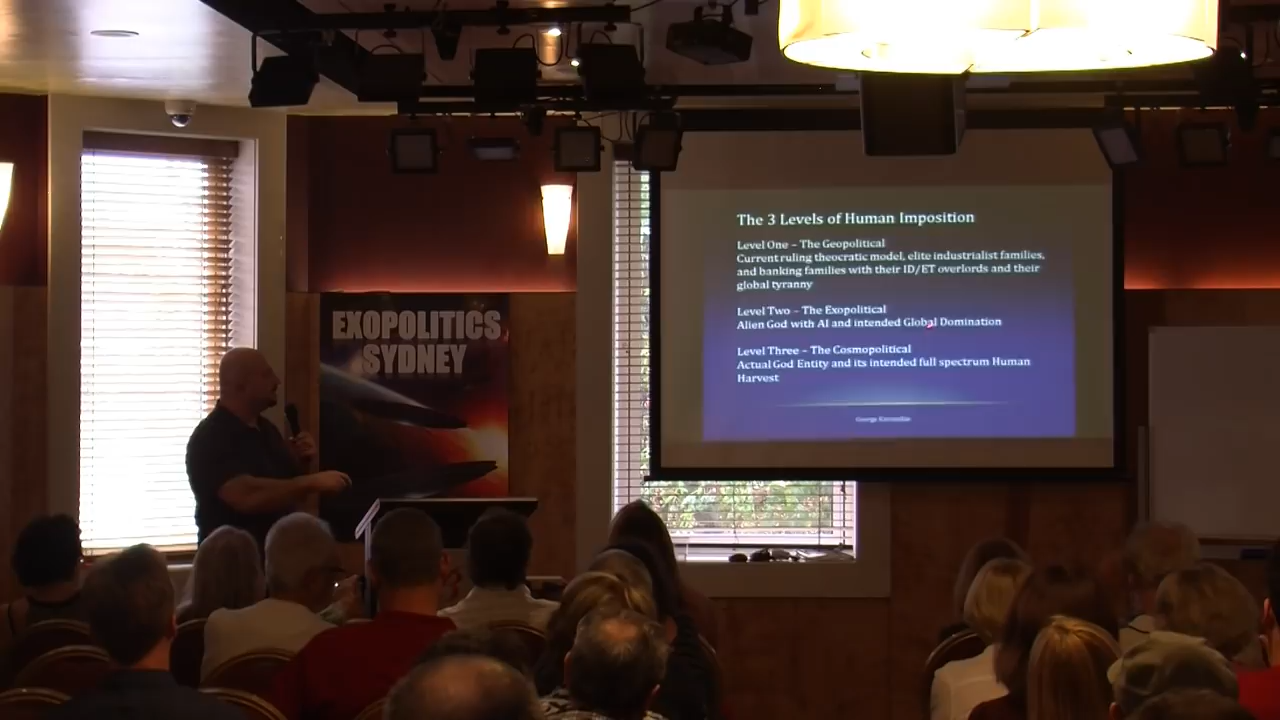 EXOPOLITICS
SYDNEY
The 3 Levels of Human Imposition
Level One – The Geopolitical
Current ruling theocratic model, elite industrialist families,
and banking families with their ID/ET overlords and their
global tyranny
Level Two – The Exopolitical
Alien God with AI and intended Global Domination
Level Three – The Cosmopolitical
Actual God Entity and its intended full spectrum Human
Harvest
George